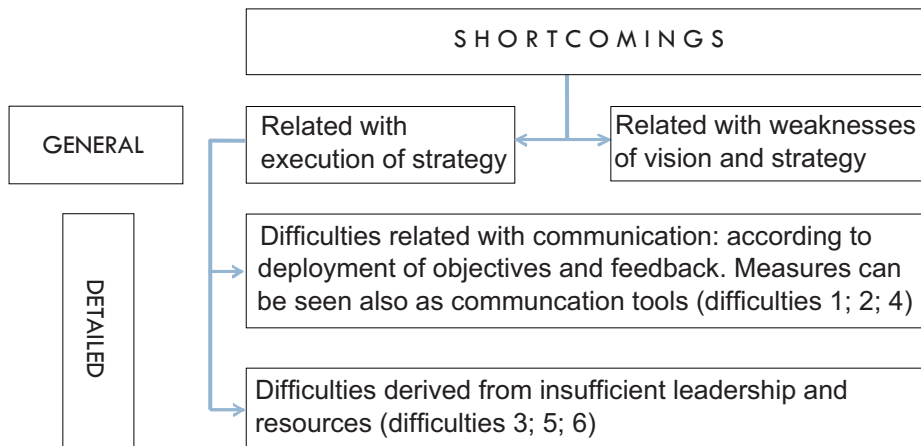 SHORTCOMINGS
GENERAL
Related with
execution of strategy
Related with weaknesses
of vision and strategy
DETAILED
Difficulties related with communication: according to
deployment of objectives and feedback. Measures can
be seen also as communcation tools (difficulties 1; 2; 4)
Difficulties derived from insufficient leadership and
resources (difficulties 3; 5; 6)